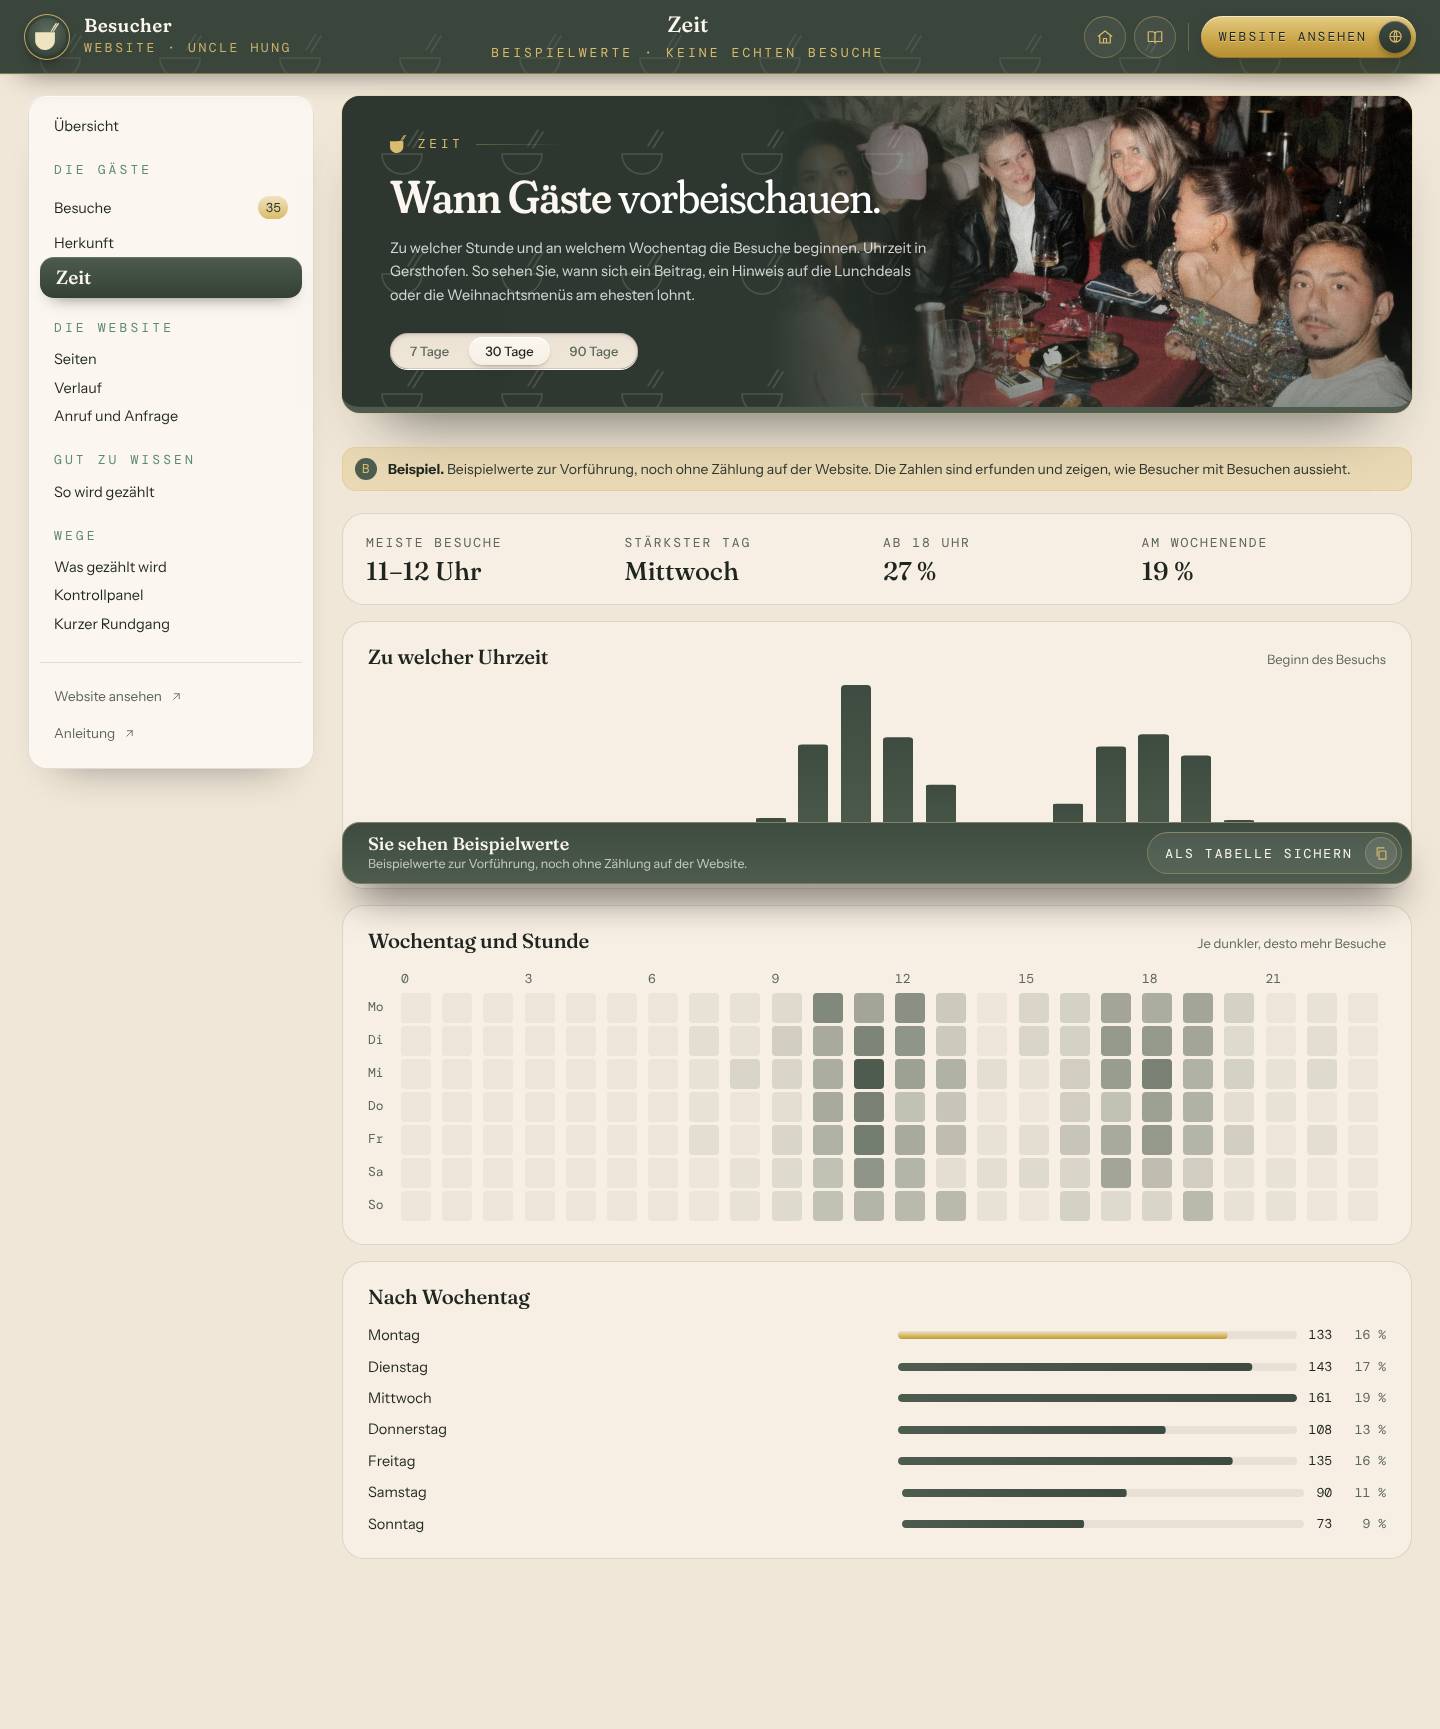 Besucher
WEBSITE · UNCLE HUNG
Zeit
BEISPIELWERTE · KEINE ECHTEN BESUCHE
WEBSITE ANSEHEN
Übersicht
DIE GÄSTE
Besuche 35
Herkunft
Zeit
DIE WEBSITE
Seiten
Verlauf
Anruf und Anfrage
GUT ZU WISSEN
So wird gezählt
WEGE
Was gezählt wird
Kontrollpanel
Kurzer Rundgang
Website ansehen
Anleitung
ZEIT
Wann Gäste vorbeischauen.
Zu welcher Stunde und an welchem Wochentag die Besuche beginnen. Uhrzeit in
Gersthofen. So sehen Sie, wann sich ein Beitrag, ein Hinweis auf die Lunchdeals
oder die Weihnachtsmenüs am ehesten lohnt.
7 Tage 30 Tage 90 Tage
B Beispiel. Beispielwerte zur Vorführung, noch ohne Zählung auf der Website. Die Zahlen sind erfunden und zeigen, wie Besucher mit Besuchen aussieht.
MEISTE BESUCHE
11–12 Uhr
STÄRKSTER TAG
Mittwoch
AB 18 UHR
27 %
AM WOCHENENDE
19 %
Zu welcher Uhrzeit
Beginn des Besuchs
Sie sehen Beispielwerte
Beispielwerte zur Vorführung, noch ohne Zählung auf der Website.
ALS TABELLE SICHERN
Wochentag und Stunde
Je dunkler, desto mehr Besuche
0 3 6 9 12 15 18 21
Mo
Di
Mi
Do
Fr
Sa
So
Nach Wochentag
Montag 133 16 %
Dienstag 143 17 %
Mittwoch 161 19 %
Donnerstag 108 13 %
Freitag 135 16 %
Samstag 90 11 %
Sonntag 73 9 %